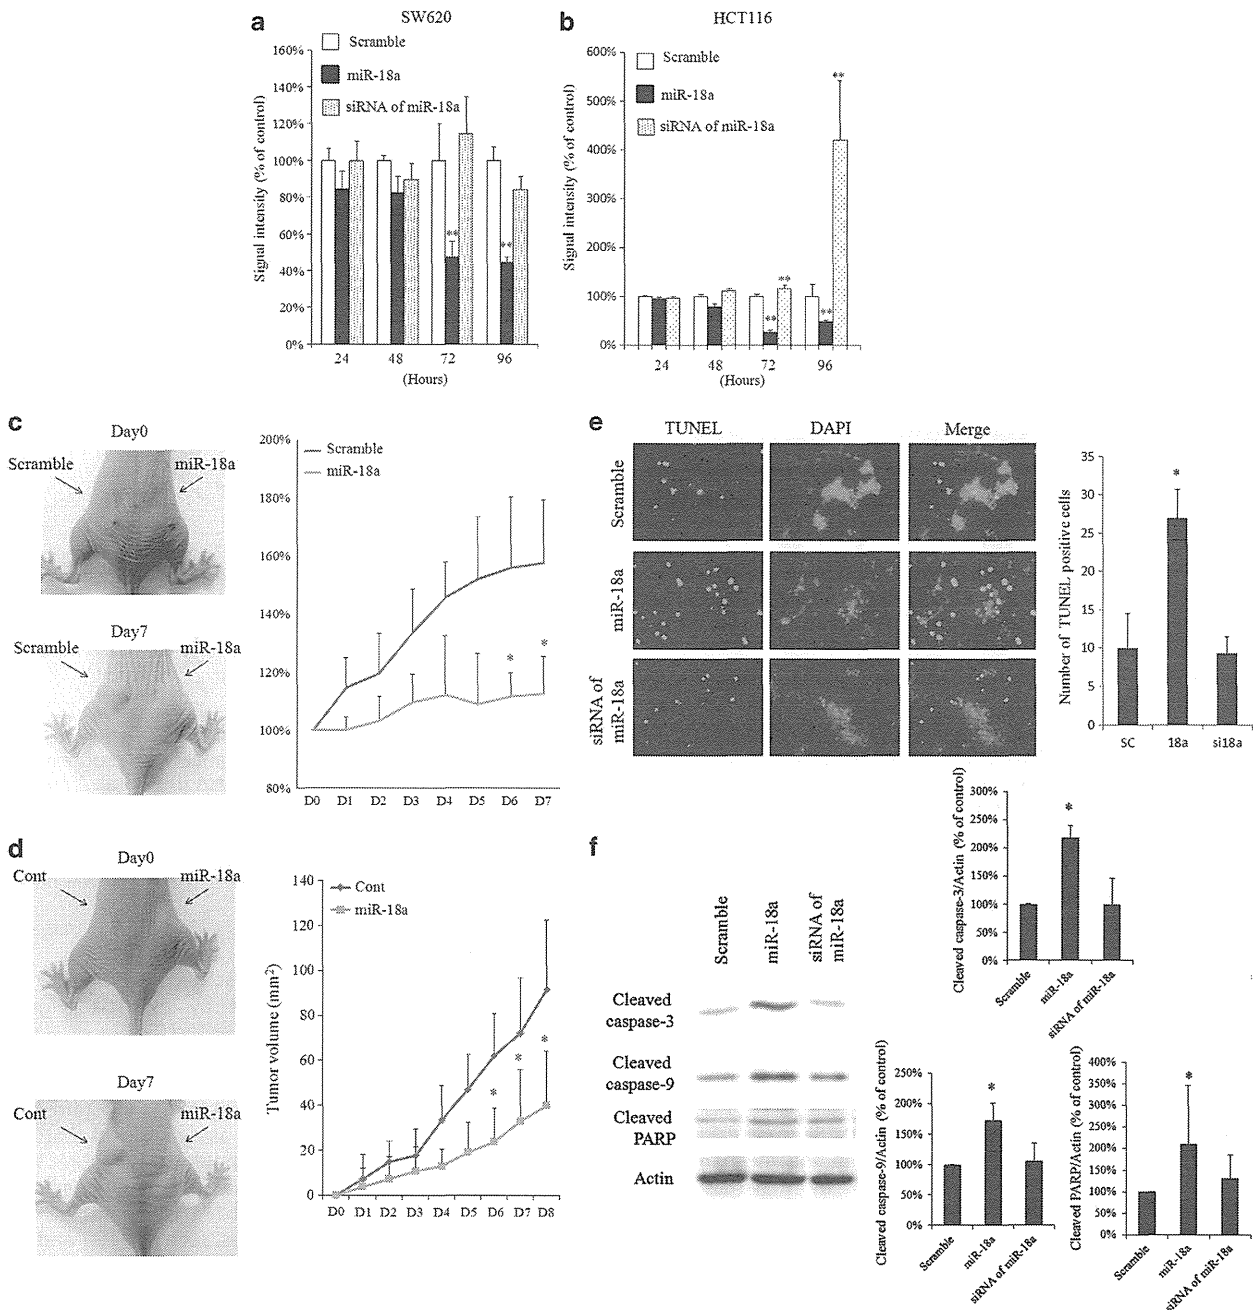 a
SW620
Scramble
miR-18a
siRNA of miR-18a
Signal intensity (% of control)
160%
140%
120%
100%
80%
60%
40%
20%
0%
**
**
24 48 72 96
(Hours)
b
HCT116
Scramble
miR-18a
siRNA of miR-18a
Signal intensity (% of control)
600%
500%
400%
300%
200%
100%
0%
**
**
**
**
24 48 72 96
(Hours)
c
Day0
Scramble miR-18a
Day7
Scramble miR-18a
200%
180%
160%
140%
120%
100%
80%
Scramble
miR-18a
*
*
D0 D1 D2 D3 D4 D5 D6 D7
d
Day0
Cont miR-18a
Day7
Cont miR-18a
Tumor volume (mm²)
140
120
100
80
60
40
20
0
Cont
miR-18a
*
*
*
D0 D1 D2 D3 D4 D5 D6 D7 D8
e
TUNEL DAPI Merge
Scramble
miR-18a
siRNA of
miR-18a
Number of TUNEL positive cells
35
30
25
20
15
10
5
0
*
SC 18a si18a
f
Scramble
miR-18a
siRNA of
miR-18a
Cleaved
caspase-3
Cleaved
caspase-9
Cleaved
PARP
Actin
Cleaved caspase-3/Actin (% of control)
300%
250%
200%
150%
100%
50%
0%
*
Scramble
miR-18a
siRNA of miR-18a
Cleaved caspase-9/Actin (% of control)
250%
200%
150%
100%
50%
0%
*
Scramble
miR-18a
siRNA of miR-18a
Cleaved PARP/Actin (% of control)
400%
350%
300%
250%
200%
150%
100%
50%
0%
*
Scramble
miR-18a
siRNA of miR-18a